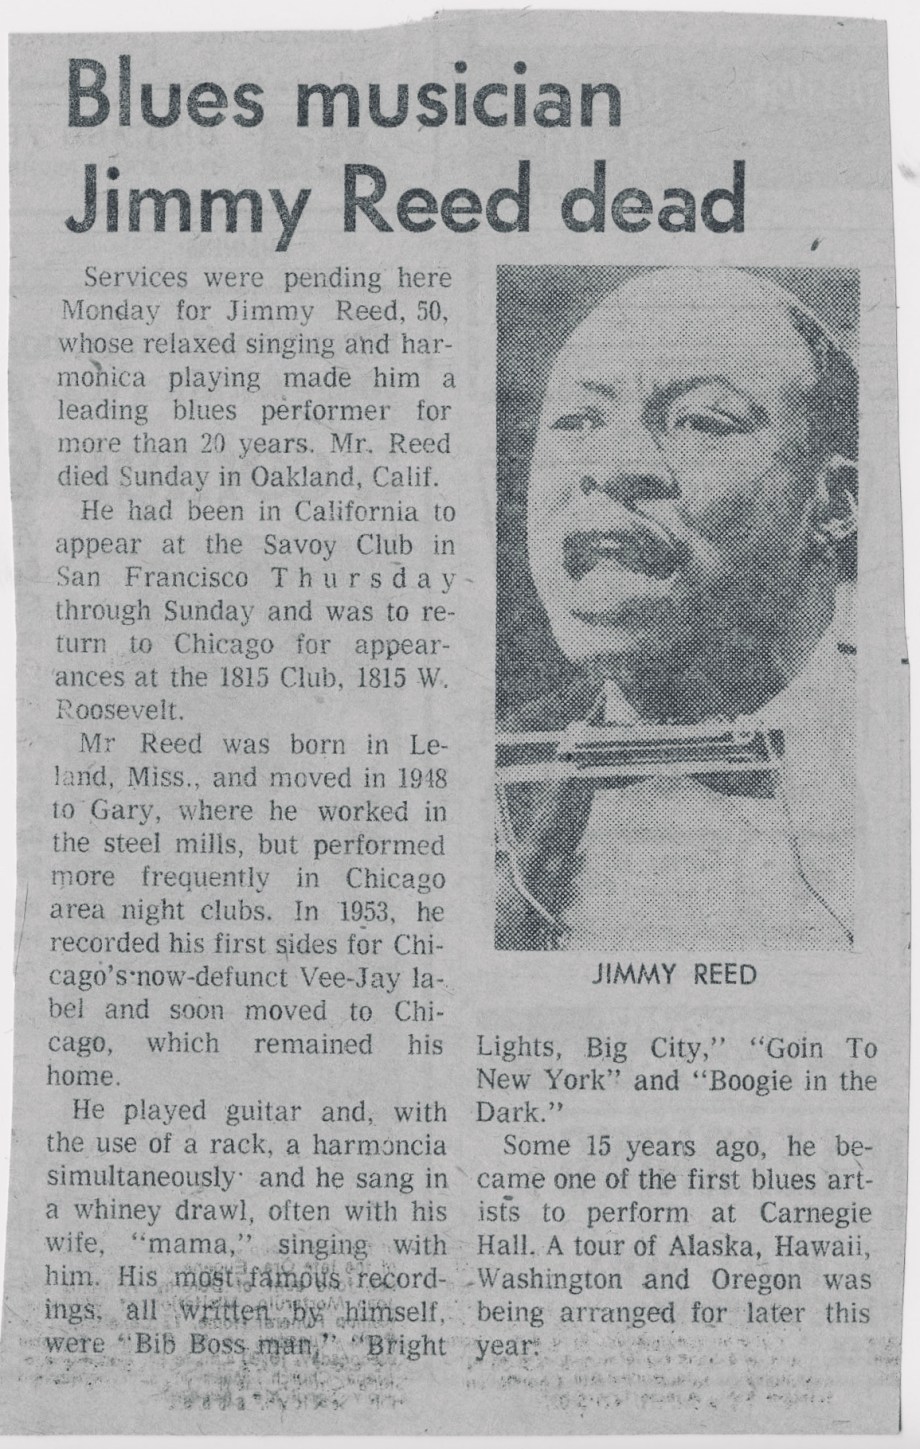 Blues musician
Jimmy Reed dead
Services were pending here
Monday for Jimmy Reed, 50,
whose relaxed singing and har-
monica playing made him a
leading blues performer for
more than 20 years. Mr. Reed
died Sunday in Oakland, Calif.
He had been in California to
appear at the Savoy Club in
San Francisco Thursday
through Sunday and was to re-
turn to Chicago for appear-
ances at the 1815 Club, 1815 W.
Roosevelt.
Mr Reed was born in Le-
land, Miss., and moved in 1948
to Gary, where he worked in
the steel mills, but performed
more frequently in Chicago
area night clubs. In 1953, he
recorded his first sides for Chi-
cago's now-defunct Vee-Jay la-
bel and soon moved to Chi-
cago, which remained his
home.
He played guitar and, with
the use of a rack, a harmoncia
simultaneously and he sang in
a whiney drawl, often with his
wife, "mama," singing with
him. His most famous record-
ings, all written by himself,
were "Bib Boss man," "Bright
JIMMY REED
Lights, Big City," "Goin To
New York" and "Boogie in the
Dark."
Some 15 years ago, he be-
came one of the first blues art-
ists to perform at Carnegie
Hall. A tour of Alaska, Hawaii,
Washington and Oregon was
being arranged for later this
year.